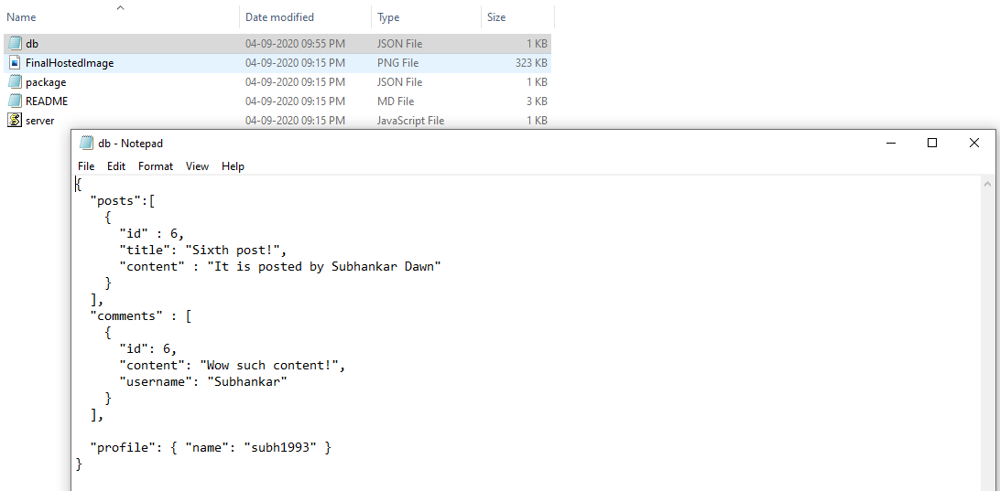 Name Date modified Type Size
db 04-09-2020 09:55 PM JSON File 1 KB
FinalHostedImage 04-09-2020 09:15 PM PNG File 323 KB
package 04-09-2020 09:15 PM JSON File 1 KB
README 04-09-2020 09:15 PM MD File 3 KB
server 04-09-2020 09:15 PM JavaScript File 1 KB
db - Notepad
File Edit Format View Help
{
  "posts":[
    {
      "id" : 6,
      "title": "Sixth post!",
      "content" : "It is posted by Subhankar Dawn"
    }
  ],
  "comments" : [
    {
      "id": 6,
      "content": "Wow such content!",
      "username": "Subhankar"
    }
  ],
  "profile": { "name": "subh1993" }
}